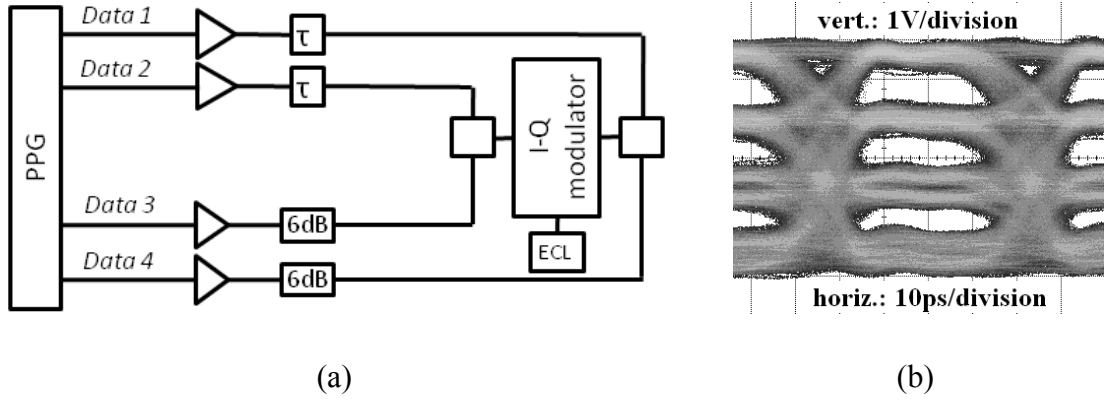 Data 1
Data 2
Data 3
Data 4
PPG
τ
τ
6dB
6dB
I-Q
modulator
ECL
vert.: 1V/division
horiz.: 10ps/division
(a)
(b)